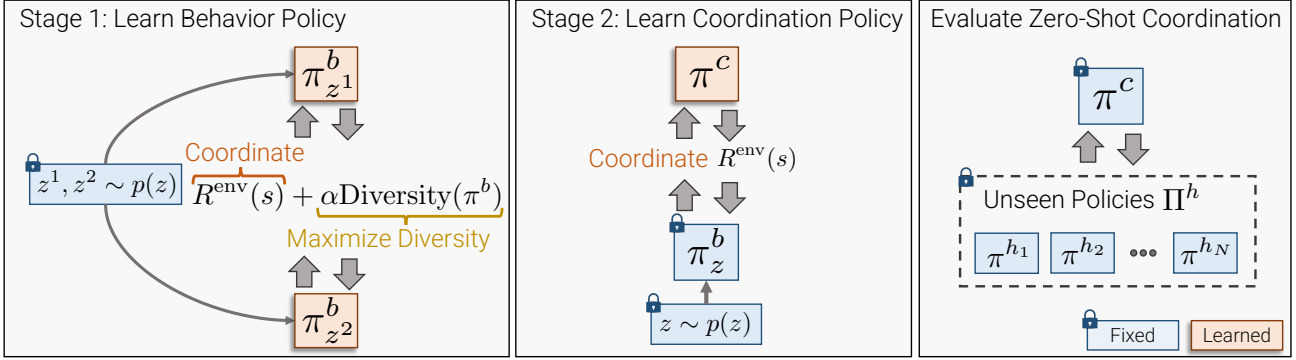 Stage 1: Learn Behavior Policy
π^b_{z^1}
Coordinate
z^1, z^2 ∼ p(z)
R^env(s) + αDiversity(π^b)
Maximize Diversity
π^b_{z^2}
Stage 2: Learn Coordination Policy
π^c
Coordinate R^env(s)
π^b_z
z ∼ p(z)
Evaluate Zero-Shot Coordination
π^c
Unseen Policies Π^h
π^{h_1} π^{h_2} ••• π^{h_N}
Fixed Learned